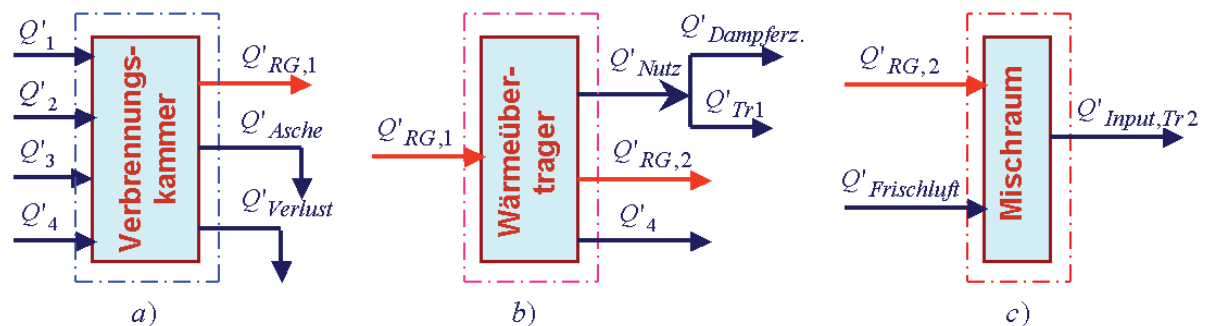 Q'1
Q'2
Q'3
Q'4
Verbrennungs-
kammer
Q'RG,1
Q'Asche
Q'Verlust
a)
Q'RG,1
Wärmeüber-
trager
Q'Nutz
Q'Dampferz.
Q'Tr1
Q'RG,2
Q'4
b)
Q'RG,2
Q'Frischluft
Mischraum
Q'Input,Tr2
c)